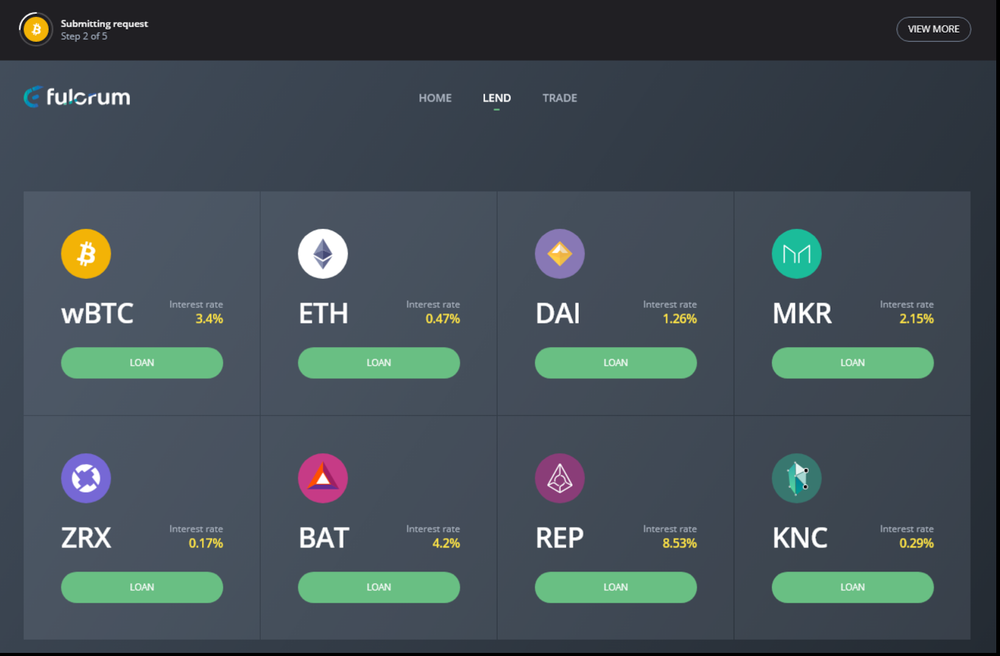 Submitting request
Step 2 of 5
VIEW MORE
fulcrum
HOME LEND TRADE
wBTC
Interest rate
3.4%
LOAN
ETH
Interest rate
0.47%
LOAN
DAI
Interest rate
1.26%
LOAN
MKR
Interest rate
2.15%
LOAN
ZRX
Interest rate
0.17%
LOAN
BAT
Interest rate
4.2%
LOAN
REP
Interest rate
8.53%
LOAN
KNC
Interest rate
0.29%
LOAN